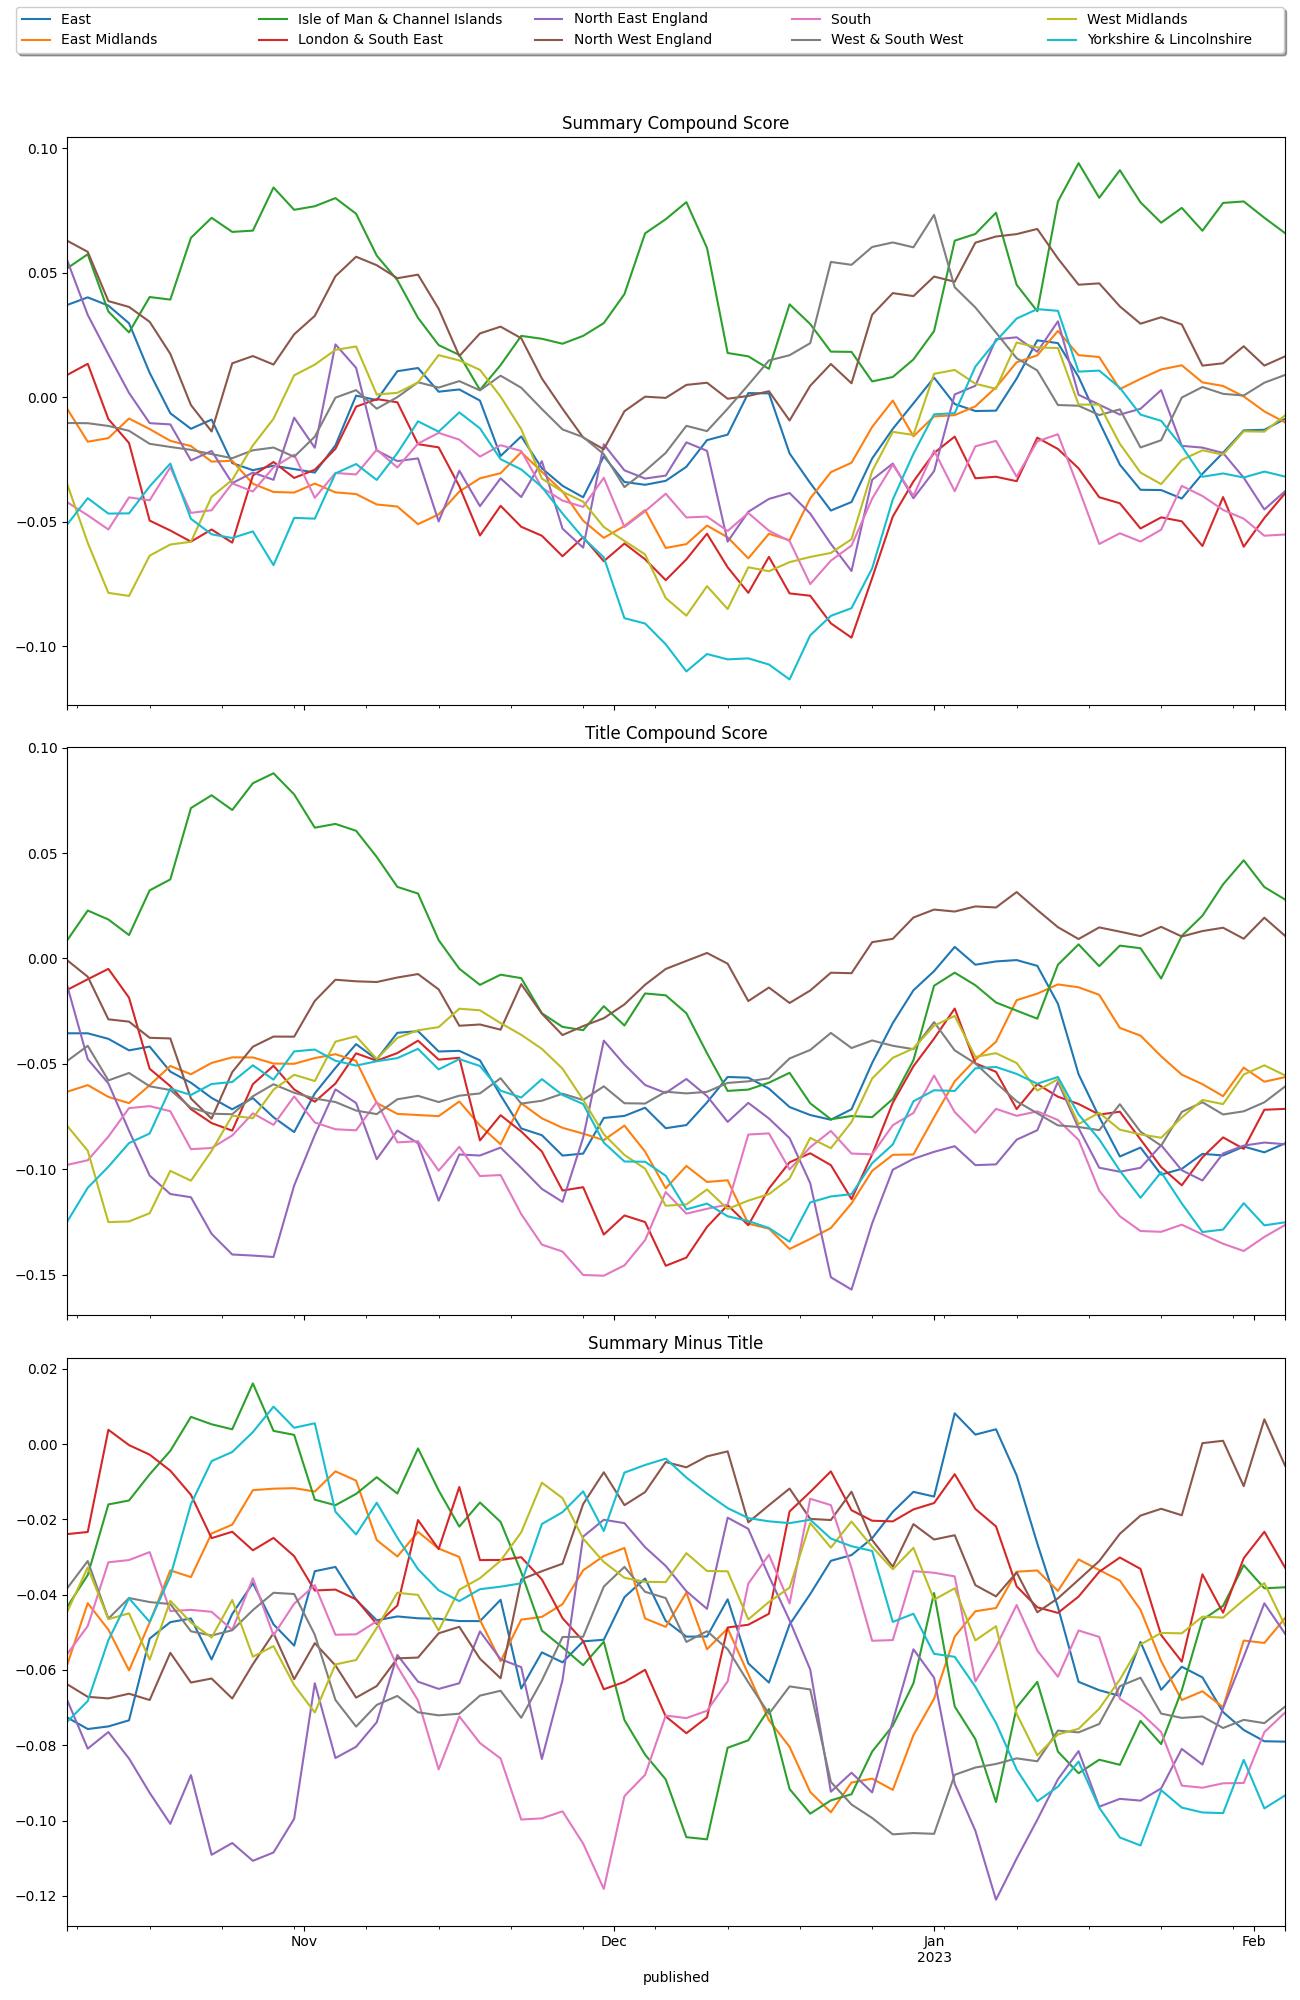 East Isle of Man & Channel Islands North East England South West Midlands
East Midlands London & South East North West England West & South West Yorkshire & Lincolnshire
Summary Compound Score
0.10
0.05
0.00
−0.05
−0.10
Title Compound Score
0.10
0.05
0.00
−0.05
−0.10
−0.15
Summary Minus Title
0.02
0.00
−0.02
−0.04
−0.06
−0.08
−0.10
−0.12
Nov Dec Jan Feb
2023
published